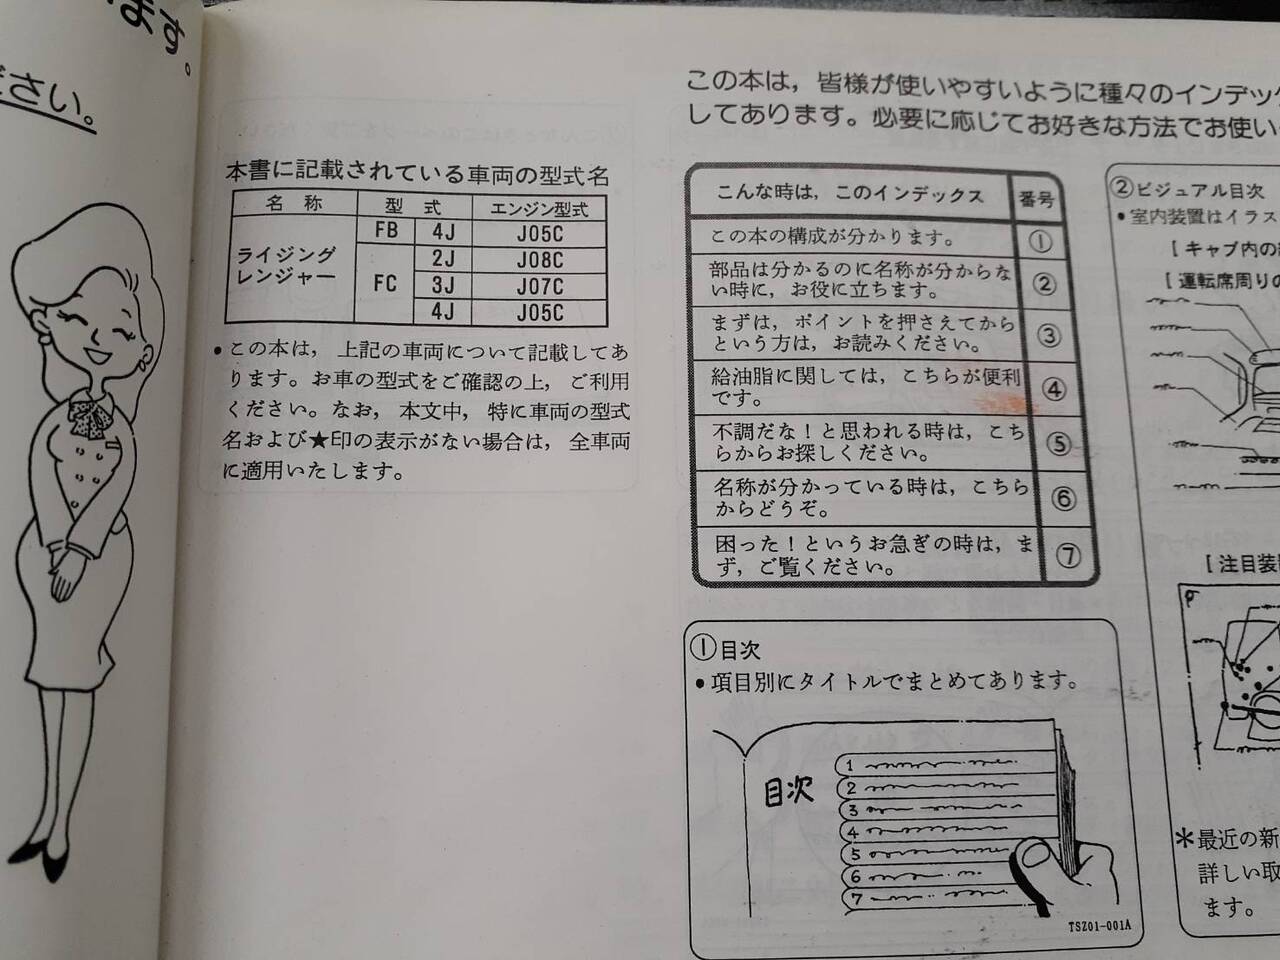 ます。
ださい。
本書に記載されている車両の型式名
名 称 型 式 エンジン型式
ライジングレンジャー FB 4J J05C
FC 2J J08C
3J J07C
4J J05C
•この本は，上記の車両について記載してあ
ります。お車の型式をご確認の上，ご利用
ください。なお，本文中，特に車両の型式
名および★印の表示がない場合は，全車両
に適用いたします。
この本は，皆様が使いやすいように種々のインデック
してあります。必要に応じてお好きな方法でお使い
こんな時は，このインデックス 番号
この本の構成が分かります。 ①
部品は分かるのに名称が分からな
い時に，お役に立ちます。 ②
まずは，ポイントを押さえてから
という方は，お読みください。 ③
給油脂に関しては，こちらが便利
です。 ④
不調だな！と思われる時は，こち
らからお探しください。 ⑤
名称が分かっている時は，こちら
からどうぞ。 ⑥
困った！というお急ぎの時は，ま
ず，ご覧ください。 ⑦
①目次
•項目別にタイトルでまとめてあります。
目次
1
2
3
4
5
6
7
TSZ01-001A
②ビジュアル目次
•室内装置はイラス
[ キャブ内の
[ 運転席周りの
[ 注目装
＊最近の新
詳しい取
ます。